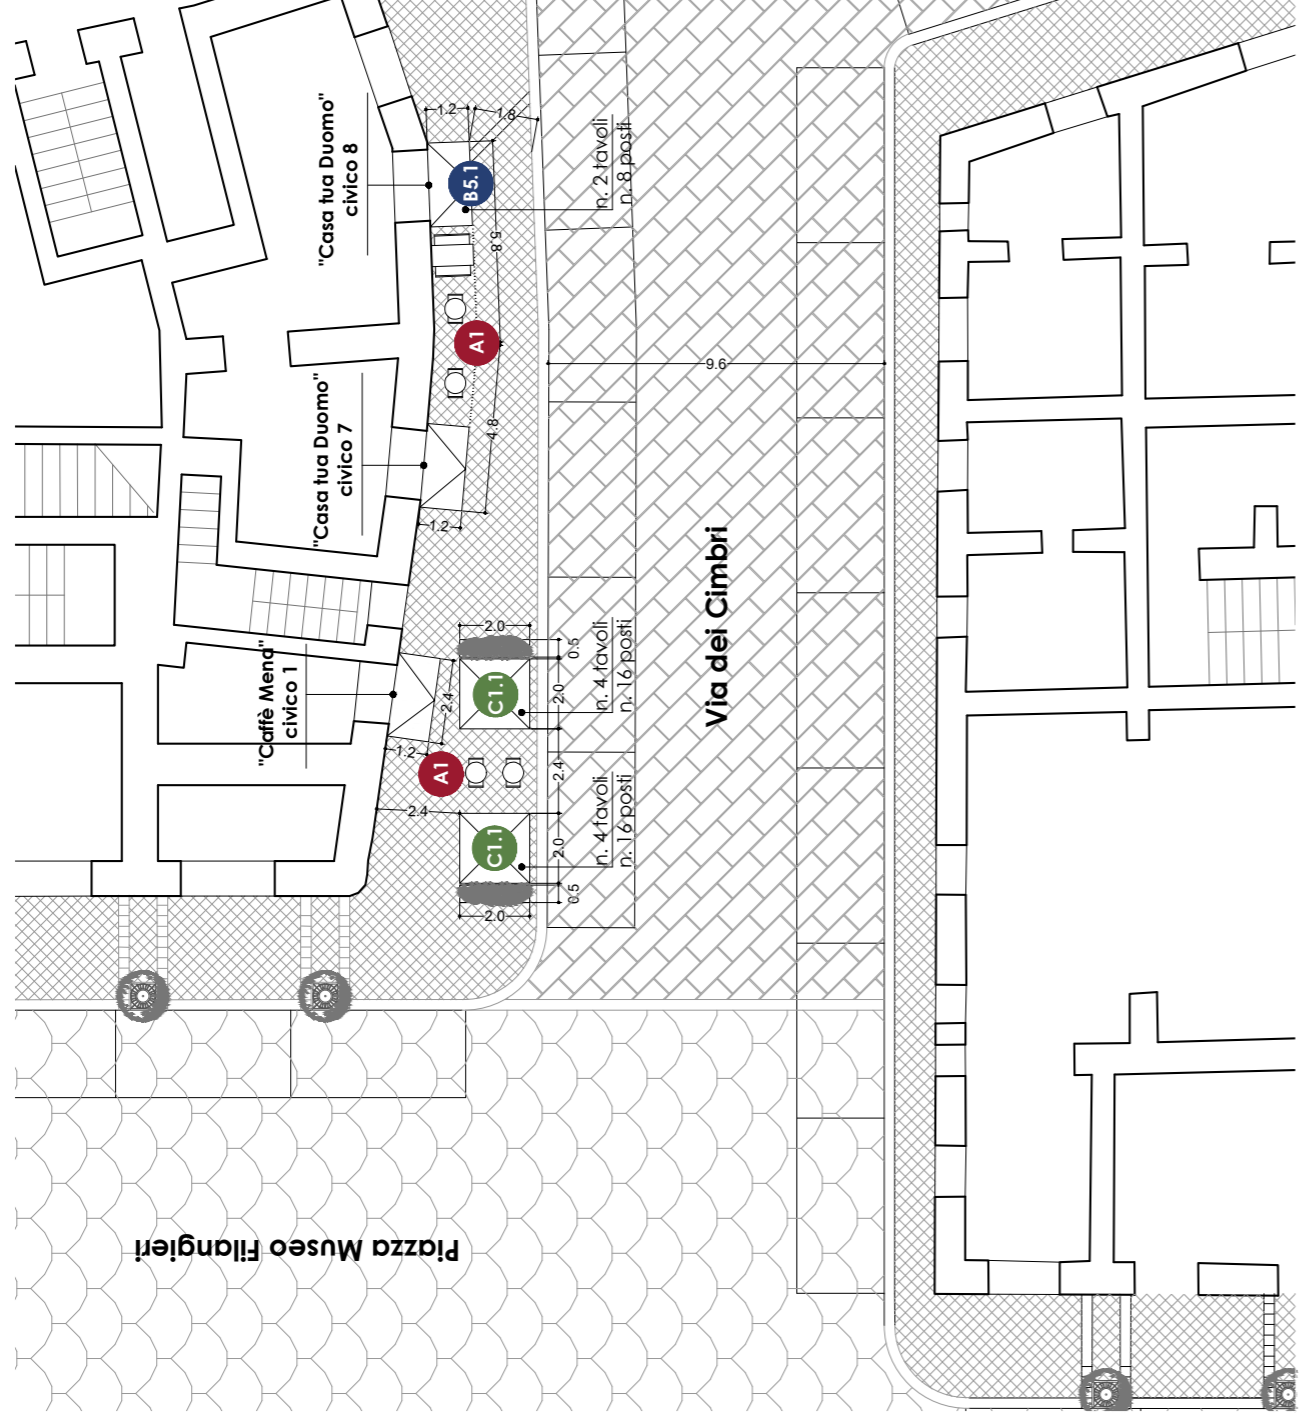 "Casa tua Duomo"
civico 8
1.2
1.8
B5.1
n. 2 tavoli
n. 8 posti
5.8
A1
9.6
"Casa tua Duomo"
civico 7
4.8
1.2
Via dei Cimbri
"Caffè Mena"
civico 1
2.0
0.5
C1.1
2.0
n. 4 tavoli
n. 16 posti
2.4
1.2
A1
2.4
2.4
C1.1
2.0
n. 4 tavoli
n. 16 posti
0.5
2.0
Piazza Museo Filangieri